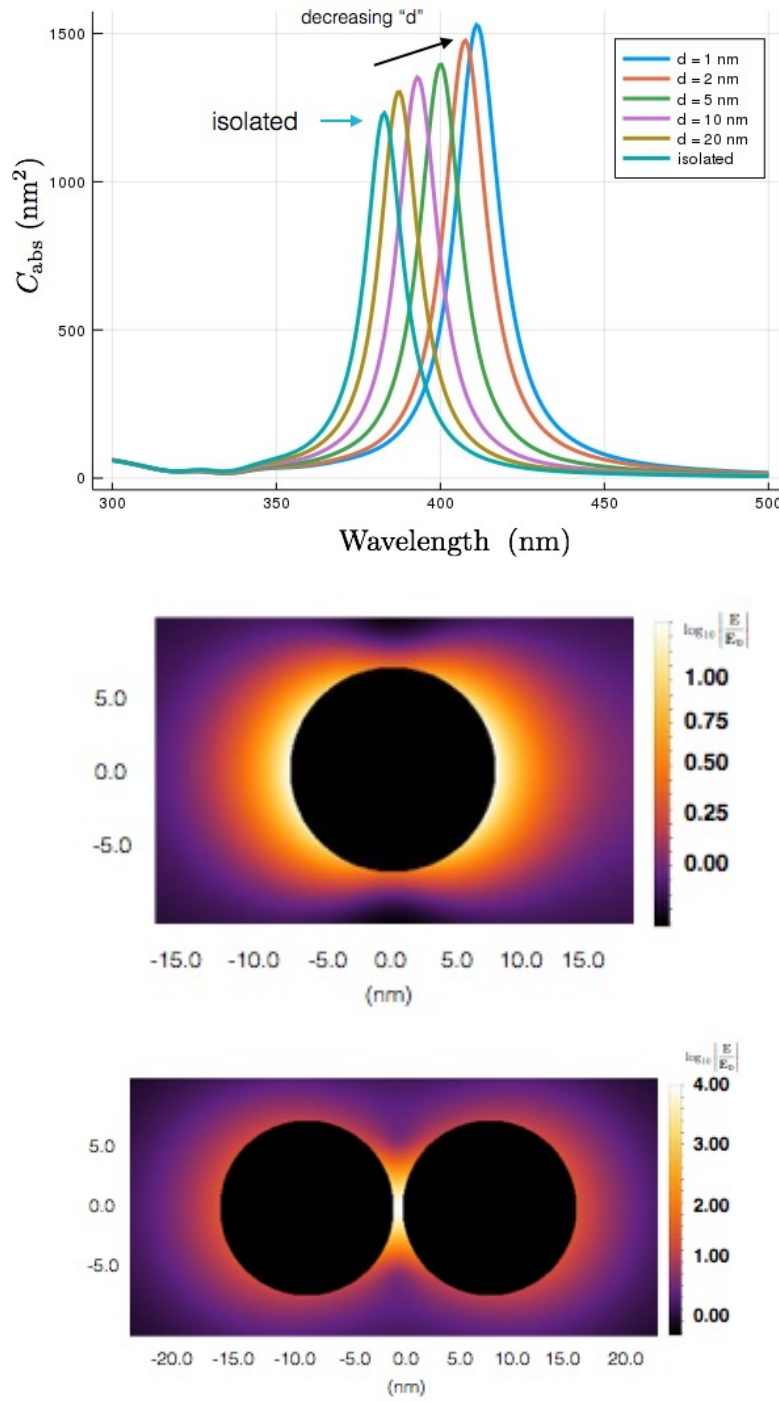 decreasing “d”
isolated
d = 1 nm
d = 2 nm
d = 5 nm
d = 10 nm
d = 20 nm
isolated
1500
1000
500
0
C_abs (nm²)
300
350
400
450
500
Wavelength (nm)
log₁₀ |E/E₀|
5.0
0.0
-5.0
1.00
0.75
0.50
0.25
0.00
-15.0 -10.0 -5.0 0.0 5.0 10.0 15.0
(nm)
log₁₀ |E/E₀|
5.0
0.0
-5.0
4.00
3.00
2.00
1.00
0.00
-20.0 -15.0 -10.0 -5.0 0.0 5.0 10.0 15.0 20.0
(nm)